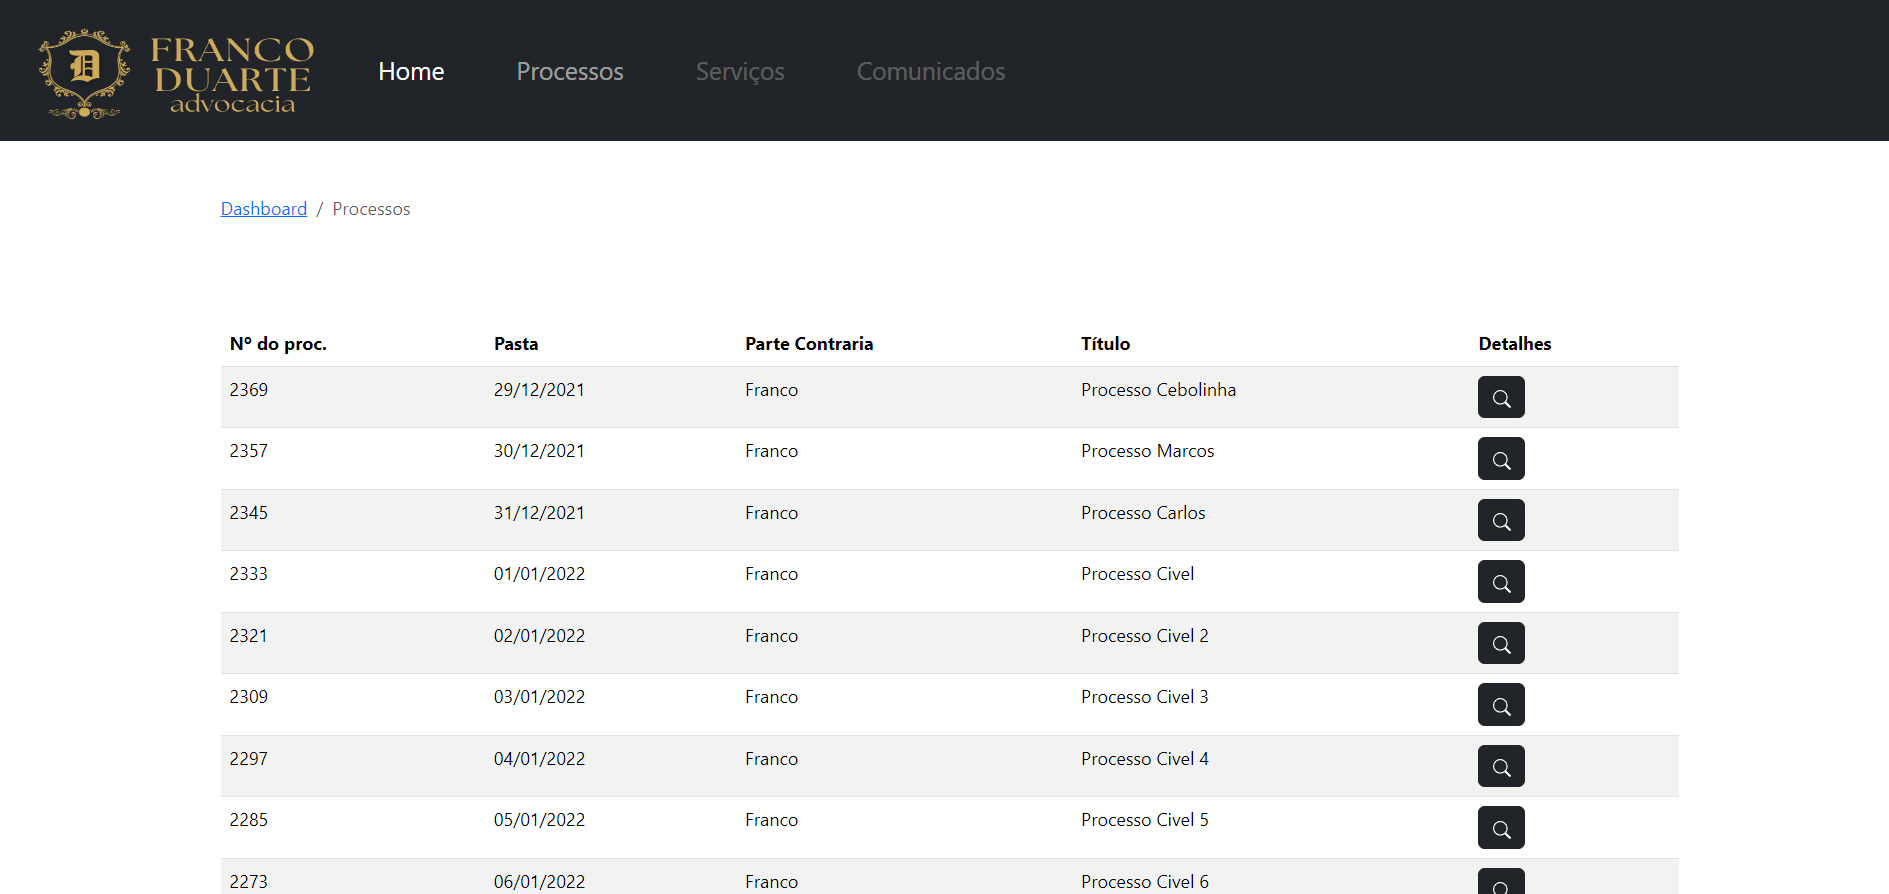 FRANCO
DUARTE
advocacia
Home Processos Serviços Comunicados
Dashboard / Processos
Nº do proc. Pasta Parte Contraria Título Detalhes
2369 29/12/2021 Franco Processo Cebolinha
2357 30/12/2021 Franco Processo Marcos
2345 31/12/2021 Franco Processo Carlos
2333 01/01/2022 Franco Processo Civel
2321 02/01/2022 Franco Processo Civel 2
2309 03/01/2022 Franco Processo Civel 3
2297 04/01/2022 Franco Processo Civel 4
2285 05/01/2022 Franco Processo Civel 5
2273 06/01/2022 Franco Processo Civel 6